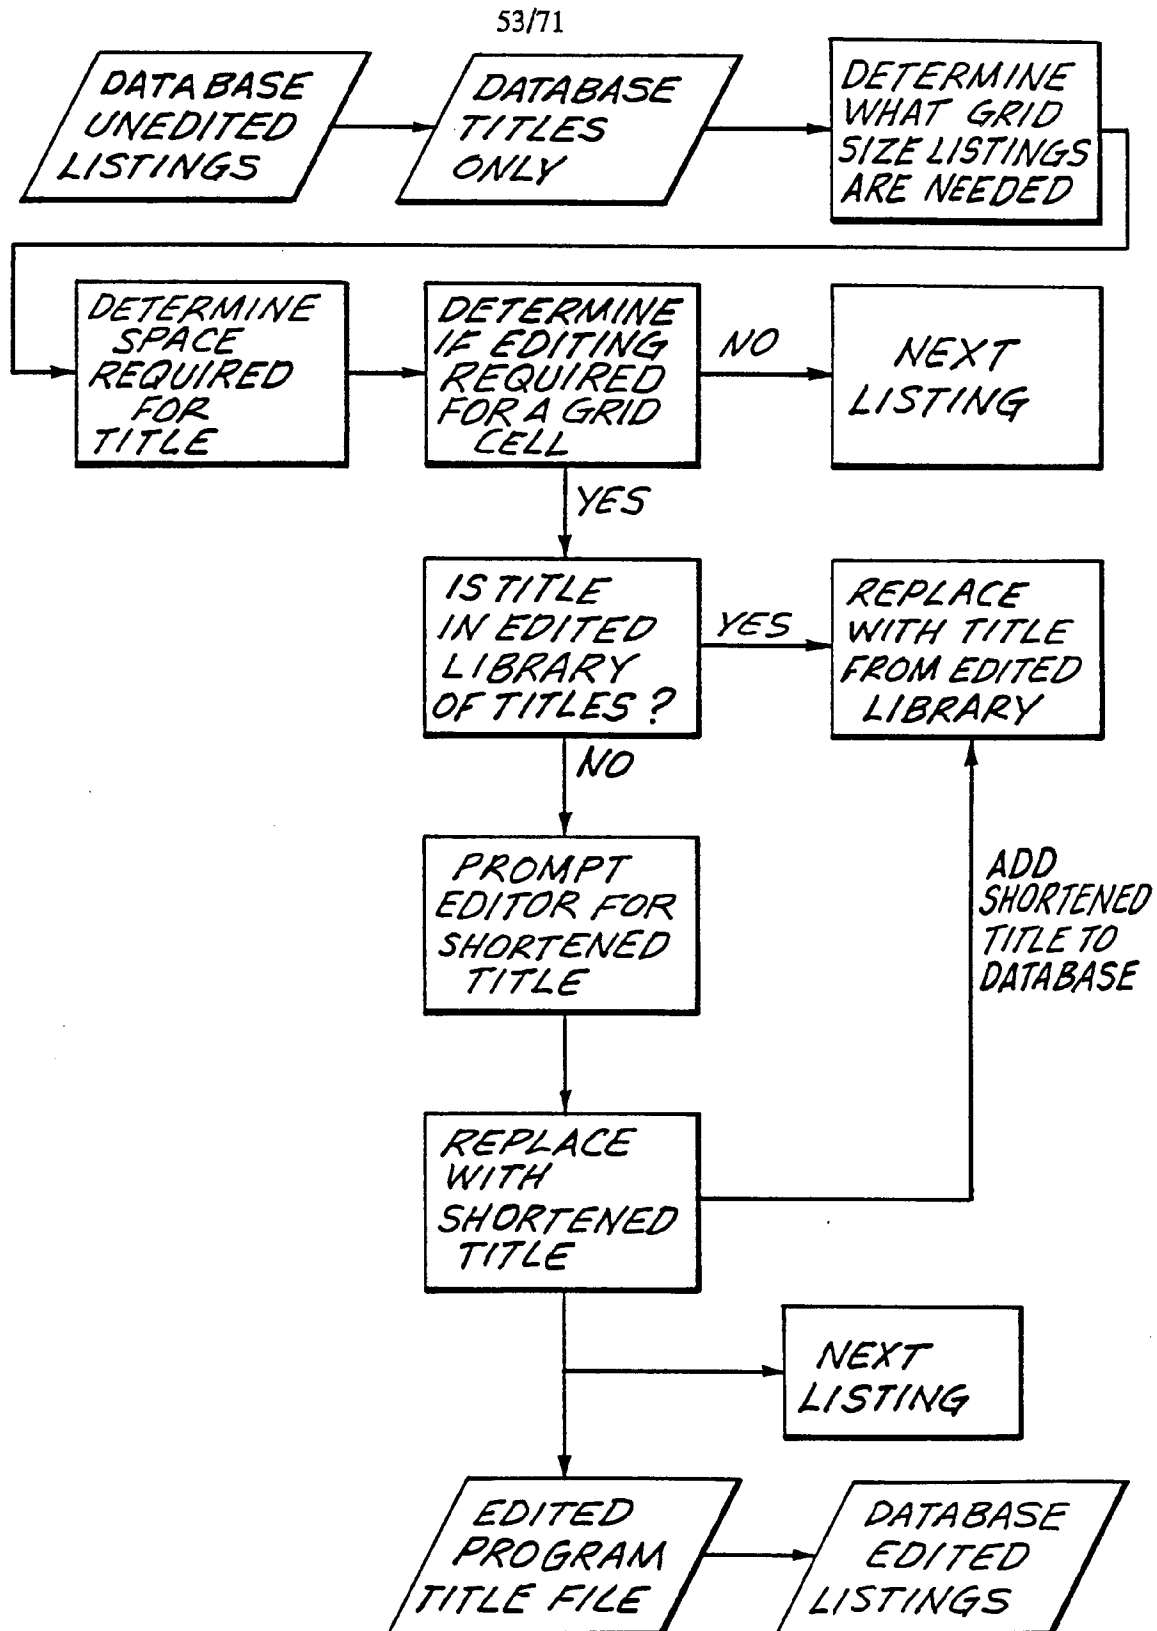 53/71
DATABASE
UNEDITED
LISTINGS
DATABASE
TITLES
ONLY
DETERMINE
WHAT GRID
SIZE LISTINGS
ARE NEEDED
DETERMINE
SPACE
REQUIRED
FOR
TITLE
DETERMINE
IF EDITING
REQUIRED
FOR A GRID
CELL
NO
NEXT
LISTING
YES
IS TITLE
IN EDITED
LIBRARY
OF TITLES ?
YES
REPLACE
WITH TITLE
FROM EDITED
LIBRARY
NO
PROMPT
EDITOR FOR
SHORTENED
TITLE
ADD
SHORTENED
TITLE TO
DATABASE
REPLACE
WITH
SHORTENED
TITLE
NEXT
LISTING
EDITED
PROGRAM
TITLE FILE
DATABASE
EDITED
LISTINGS